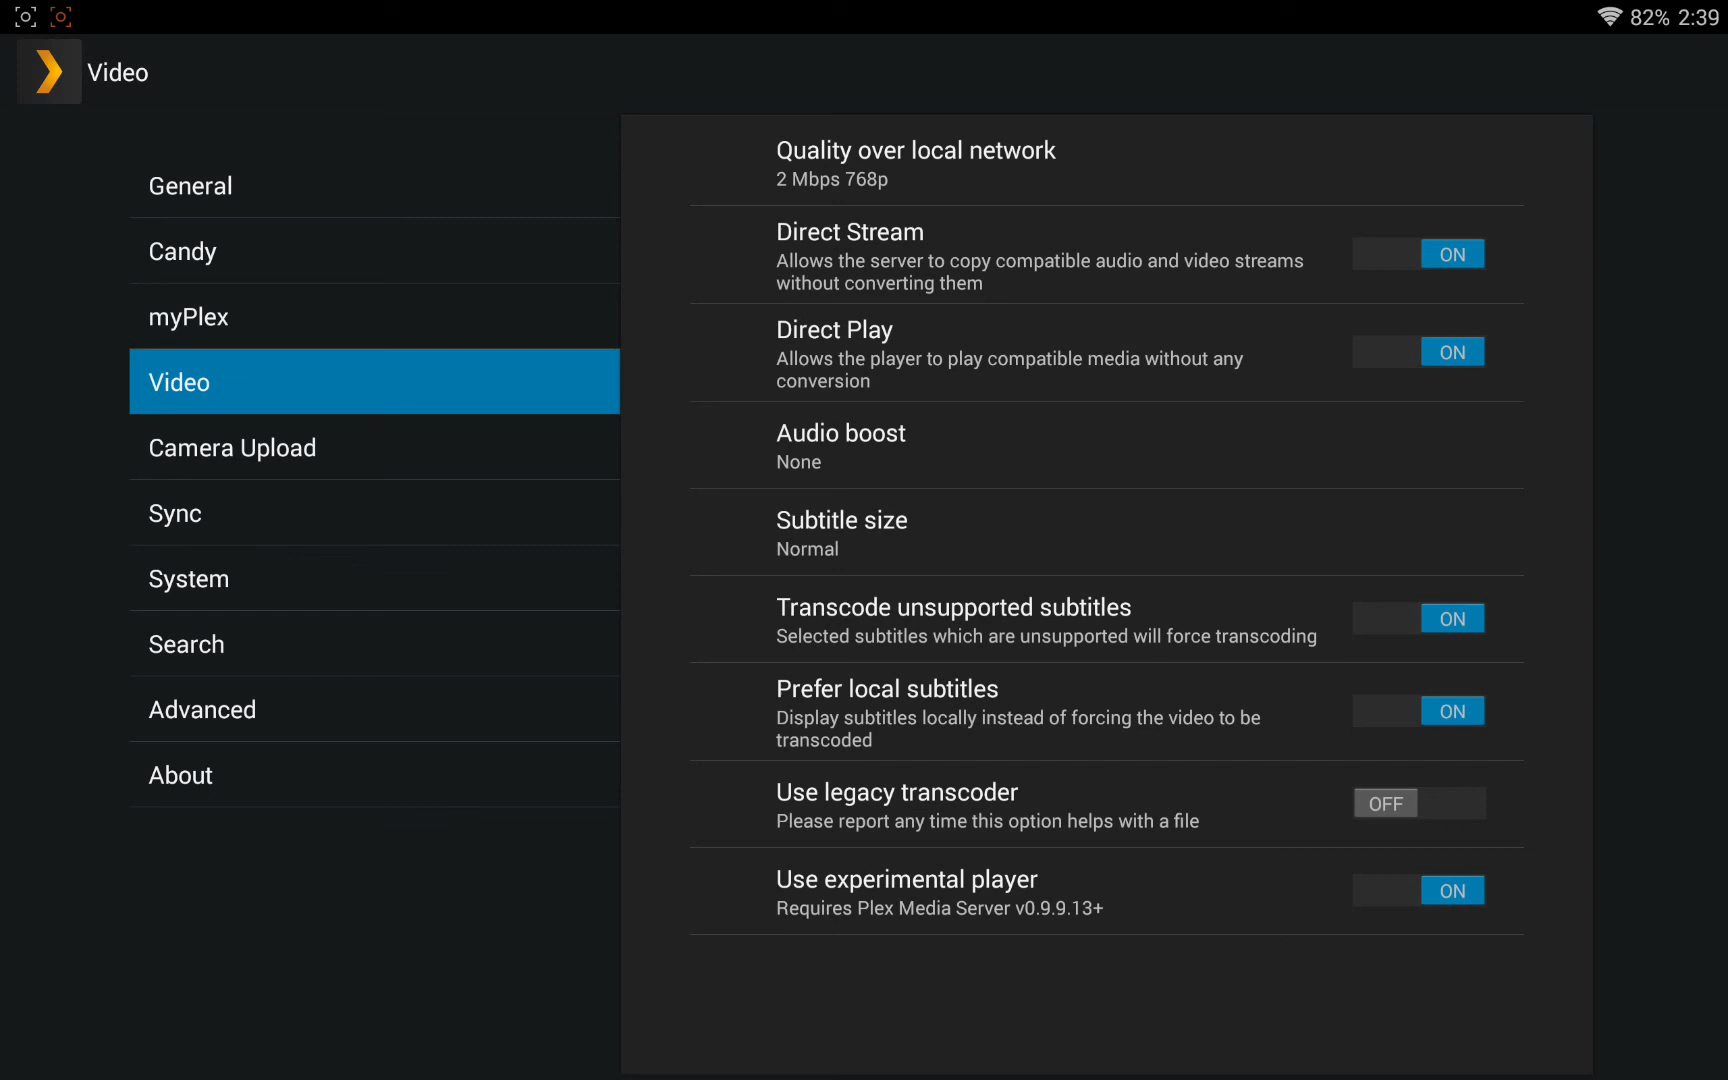 82% 2:39
Video
General
Candy
myPlex
Video
Camera Upload
Sync
System
Search
Advanced
About
Quality over local network
2 Mbps 768p
Direct Stream
Allows the server to copy compatible audio and video streams
without converting them
ON
Direct Play
Allows the player to play compatible media without any
conversion
ON
Audio boost
None
Subtitle size
Normal
Transcode unsupported subtitles
Selected subtitles which are unsupported will force transcoding
ON
Prefer local subtitles
Display subtitles locally instead of forcing the video to be
transcoded
ON
Use legacy transcoder
Please report any time this option helps with a file
OFF
Use experimental player
Requires Plex Media Server v0.9.9.13+
ON